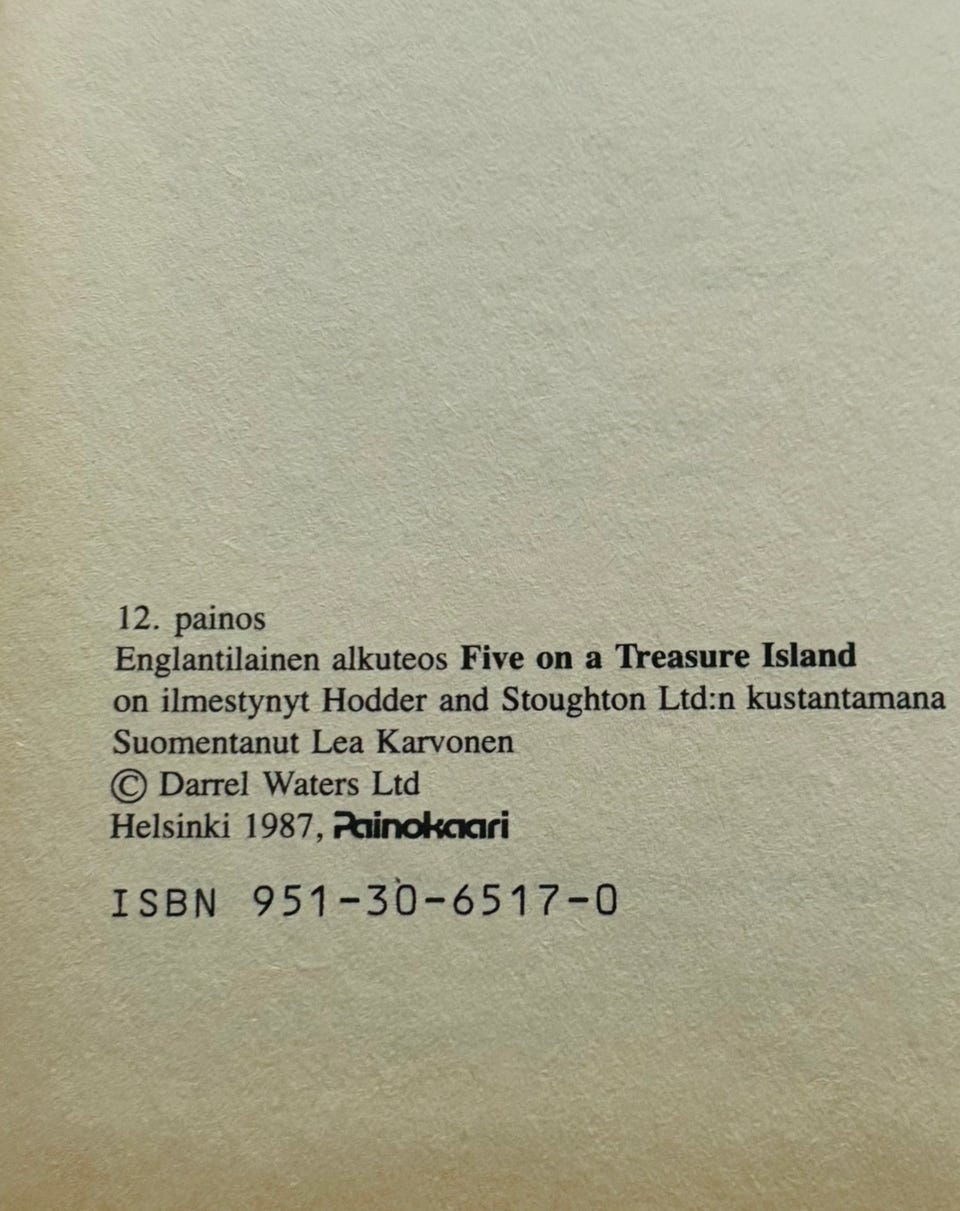 12. painos
Englantilainen alkuteos Five on a Treasure Island
on ilmestynyt Hodder and Stoughton Ltd:n kustantamana
Suomentanut Lea Karvonen
© Darrel Waters Ltd
Helsinki 1987, Painokaari
ISBN 951-30-6517-0